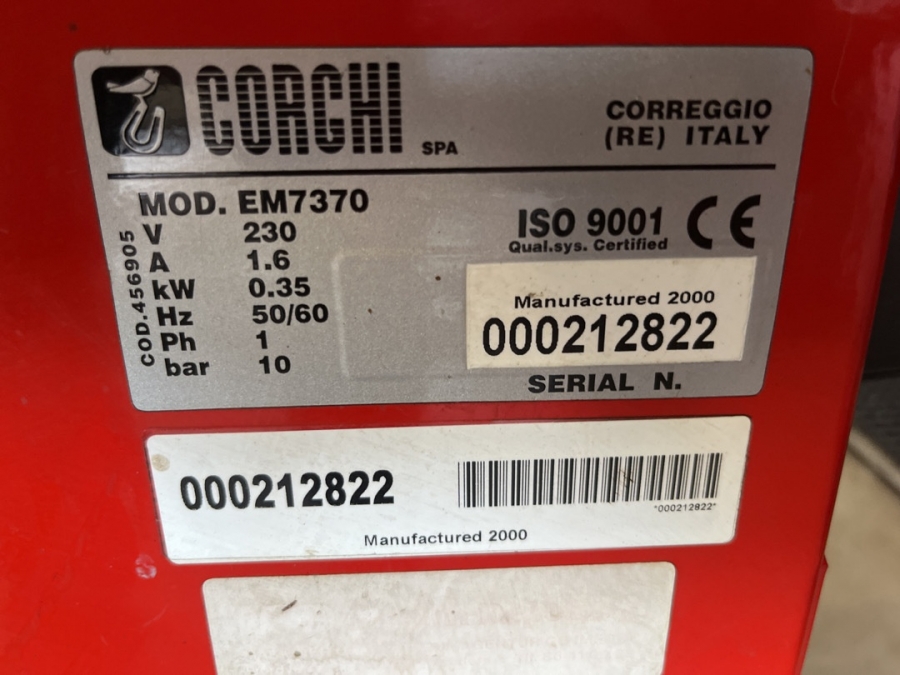 CORGHI SPA
CORREGGIO
(RE) ITALY
MOD. EM7370
V 230
A 1.6
kW 0.35
Hz 50/60
Ph 1
bar 10
COD.456905
ISO 9001
Qual.sys. Certified
CE
Manufactured 2000
000212822
SERIAL N.
000212822
*000212822*
Manufactured 2000